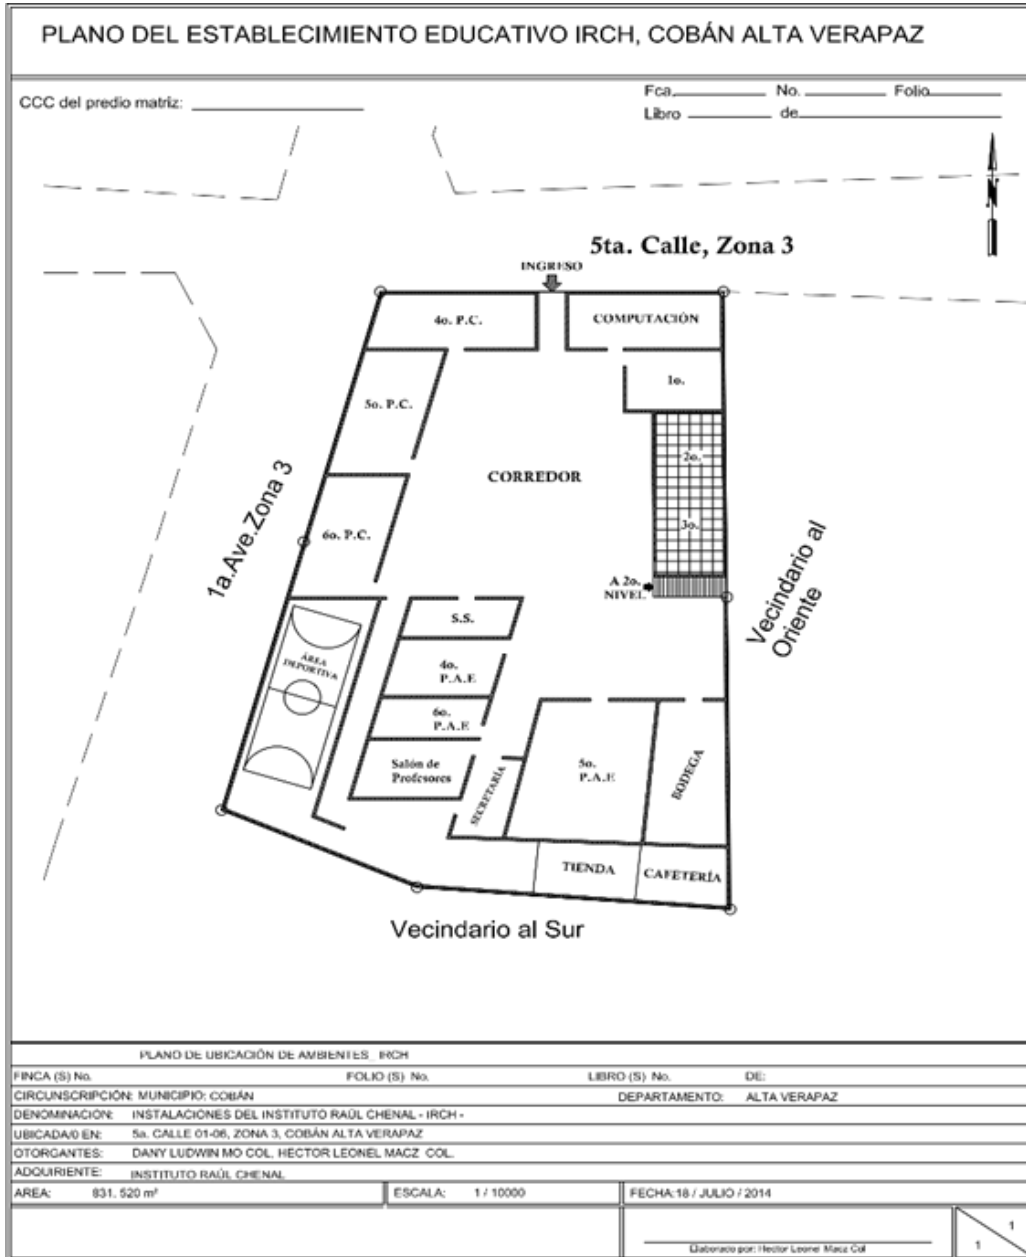 PLANO DEL ESTABLECIMIENTO EDUCATIVO IRCH, COBÁN ALTA VERAPAZ
CCC del predio matriz:
Fca. No. Folio
Libro de
N
5ta. Calle, Zona 3
INGRESO
4o. P.C.
COMPUTACIÓN
1o.
5o. P.C.
2o.
CORREDOR
3o.
6o. P.C.
1a.Ave.Zona 3
Vecindario al
Oriente
A 2o.
NIVEL
S.S.
ÁREA
DEPORTIVA
4o.
P.A.E
6o.
P.A.E
Salón de
Profesores
SECRETARÍA
5o.
P.A.E
BODEGA
TIENDA
CAFETERÍA
Vecindario al Sur
PLANO DE UBICACIÓN DE AMBIENTES_ IRCH
FINCA (S) No. FOLIO (S) No. LIBRO (S) No. DE:
CIRCUNSCRIPCIÓN: MUNICIPIO: COBÁN DEPARTAMENTO: ALTA VERAPAZ
DENOMINACIÓN: INSTALACIONES DEL INSTITUTO RAÚL CHENAL - IRCH -
UBICADA/0 EN: 5a. CALLE 01-06, ZONA 3, COBÁN ALTA VERAPAZ
OTORGANTES: DANY LUDWIN MO COL, HECTOR LEONEL MACZ COL.
ADQUIRIENTE: INSTITUTO RAÚL CHENAL
AREA: 831. 520 m² ESCALA: 1 / 10000 FECHA:18 / JULIO / 2014
Elaborado por: Hector Leonel Macz Col
1
1